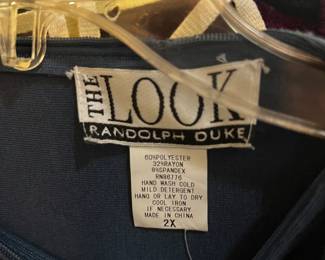 THE LOOK
RANDOLPH DUKE
60%POLYESTER
32%RAYON
8%SPANDEX
RN86776
HAND WASH COLD
MILD DETERGENT
HANG OR LAY TO DRY
COOL IRON
IF NECESSARY
MADE IN CHINA
2X